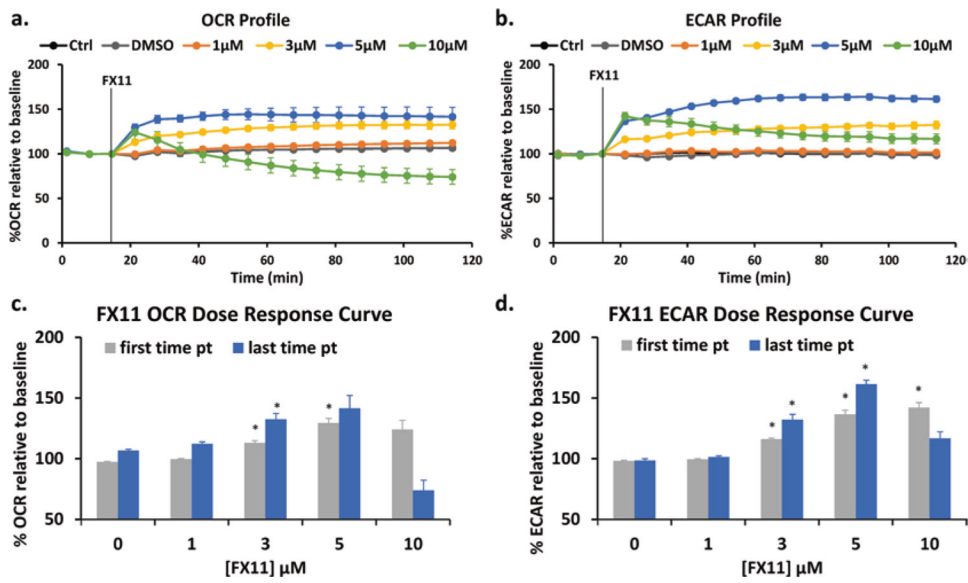 a.
OCR Profile
Ctrl DMSO 1μM 3μM 5μM 10μM
FX11
200
150
100
50
0
%OCR relative to baseline
0 20 40 60 80 100 120
Time (min)
b.
ECAR Profile
Ctrl DMSO 1μM 3μM 5μM 10μM
FX11
200
150
100
50
0
%ECAR relative to baseline
0 20 40 60 80 100 120
Time (min)
c.
FX11 OCR Dose Response Curve
first time pt last time pt
200
150
100
50
% OCR relative to baseline
* * *
0 1 3 5 10
[FX11] μM
d.
FX11 ECAR Dose Response Curve
first time pt last time pt
200
150
100
50
% ECAR relative to baseline
* * * * *
0 1 3 5 10
[FX11] μM